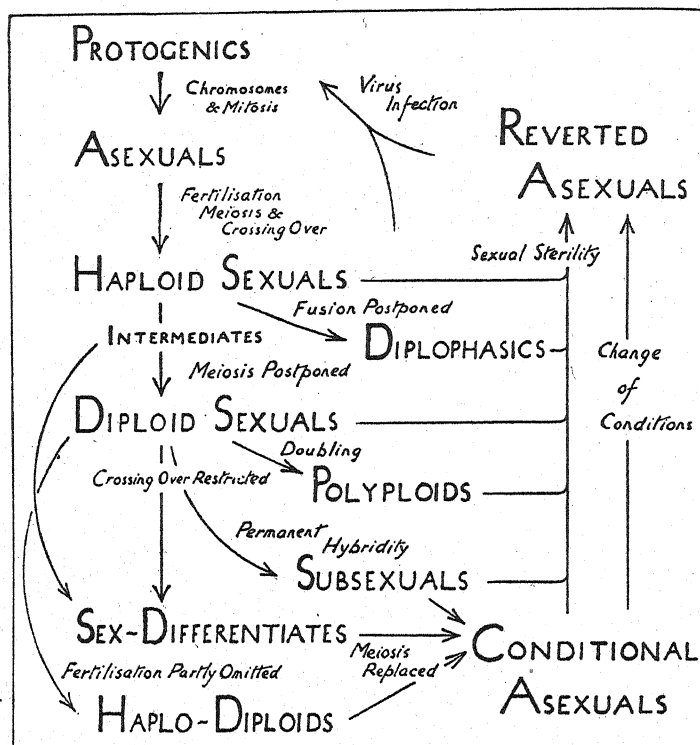 PROTOGENICS
Chromosomes
& Mitosis
Virus
Infection
ASEXUALS
REVERTED
ASEXUALS
Fertilisation
Meiosis &
Crossing Over
Sexual Sterility
HAPLOID SEXUALS
Fusion Postponed
INTERMEDIATES
DIPLOPHASICS
Change
of
Conditions
Meiosis Postponed
DIPLOID SEXUALS
Doubling
Crossing Over Restricted
POLYPLOIDS
Permanent
Hybridity
SUBSEXUALS
SEX-DIFFERENTIATES
Meiosis
Replaced
CONDITIONAL
ASEXUALS
Fertilisation Partly Omitted
HAPLO-DIPLOIDS